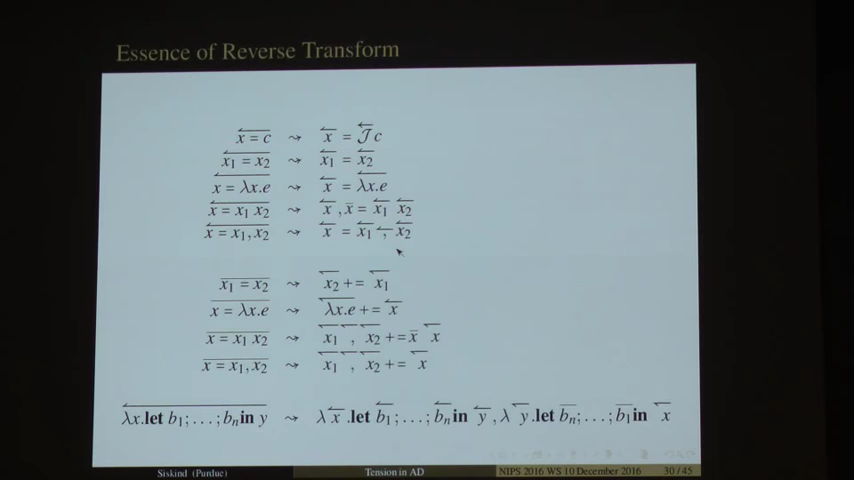 Essence of Reverse Transform
x = c ⇝ x = J c
x₁ = x₂ ⇝ x₁ = x₂
x = λx.e ⇝ x = λx.e
x = x₁ x₂ ⇝ x , x̄ = x₁ x₂
x = x₁, x₂ ⇝ x = x₁ , x₂
x₁ = x₂ ⇝ x₂ += x₁
x = λx.e ⇝ λx.e += x
x = x₁ x₂ ⇝ x₁ , x₂ += x̄ x
x = x₁, x₂ ⇝ x₁ , x₂ += x
λx.let b₁; . . . ; bₙ in y ⇝ λ x .let b₁; . . . ; bₙ in y , λ y .let bₙ; . . . ; b₁ in x
Siskind (Purdue) Tension in AD NIPS 2016 WS 10 December 2016 30 / 45